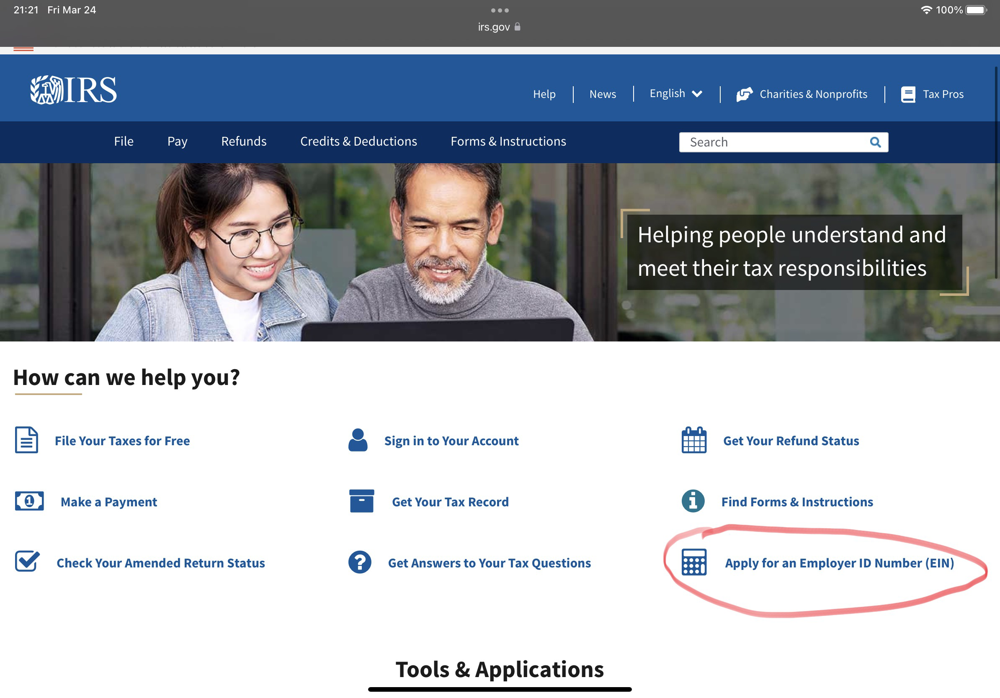 21:21 Fri Mar 24
100%
irs.gov
IRS
Help
News
English
Charities & Nonprofits
Tax Pros
File
Pay
Refunds
Credits & Deductions
Forms & Instructions
Search
Helping people understand and
meet their tax responsibilities
How can we help you?
File Your Taxes for Free
Sign in to Your Account
Get Your Refund Status
Make a Payment
Get Your Tax Record
Find Forms & Instructions
Check Your Amended Return Status
Get Answers to Your Tax Questions
Apply for an Employer ID Number (EIN)
Tools & Applications